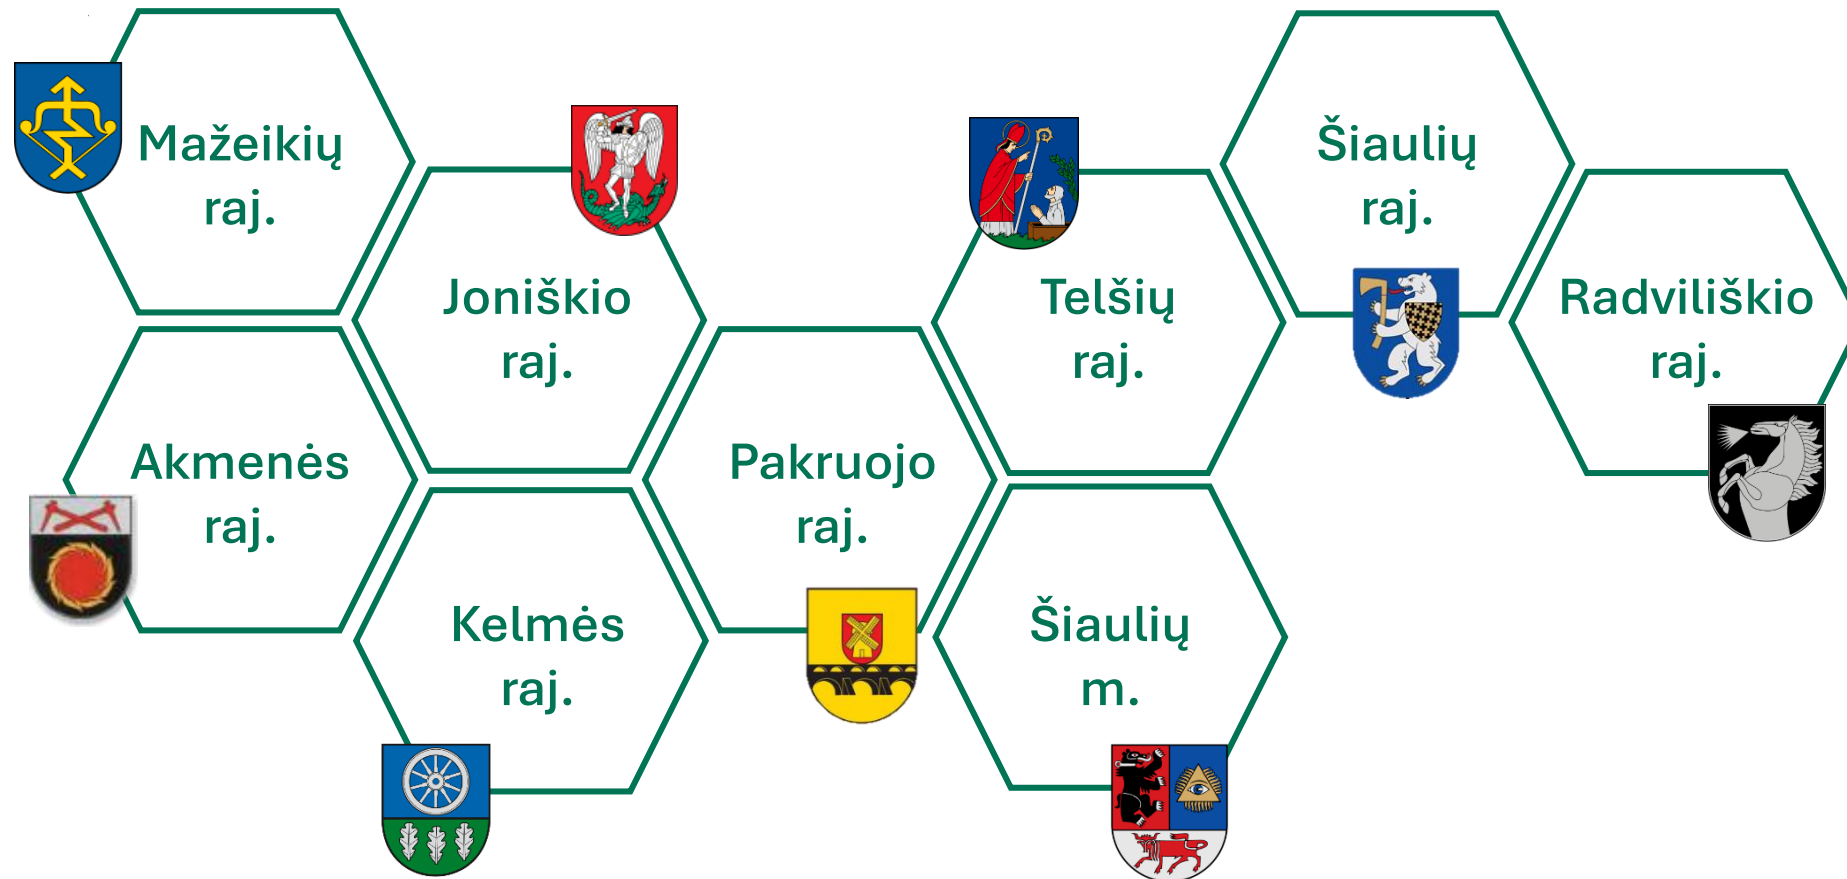 Mažeikių
raj.
Joniškio
raj.
Telšių
raj.
Šiaulių
raj.
Radviliškio
raj.
Akmenės
raj.
Kelmės
raj.
Pakruojo
raj.
Šiaulių
m.